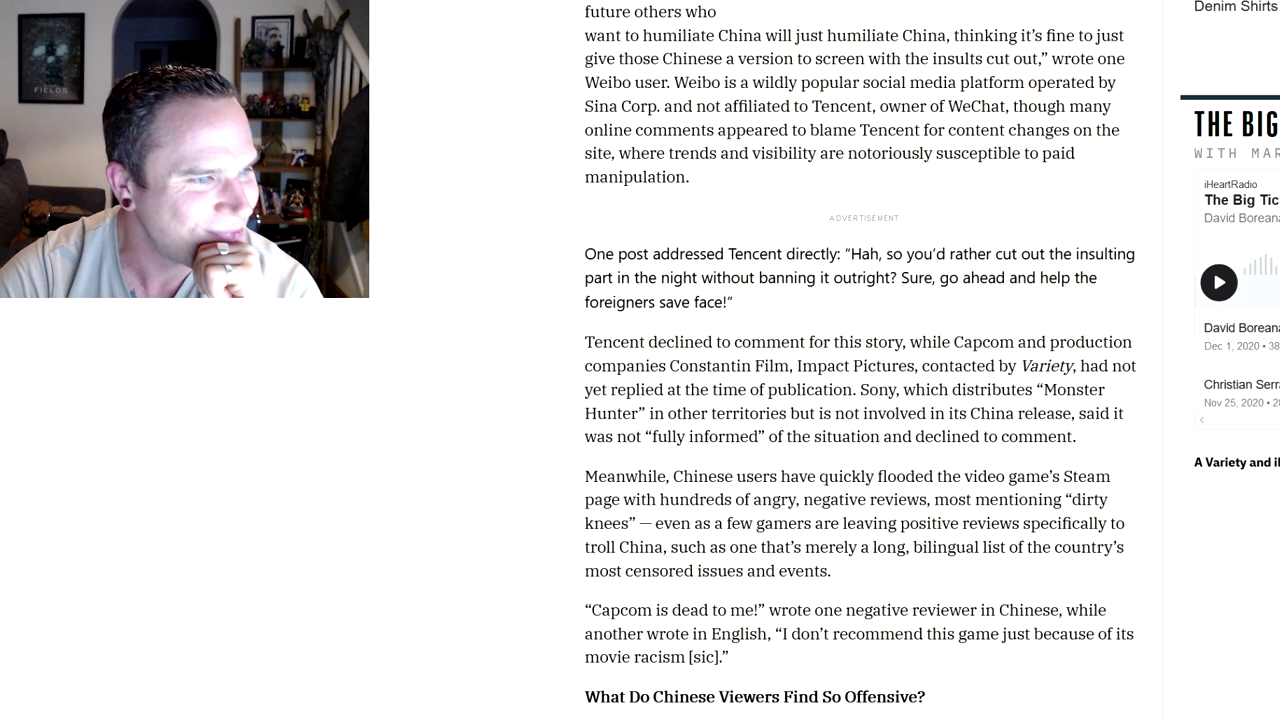 FIELDS
future others who
want to humiliate China will just humiliate China, thinking it’s fine to just
give those Chinese a version to screen with the insults cut out,” wrote one
Weibo user. Weibo is a wildly popular social media platform operated by
Sina Corp. and not affiliated to Tencent, owner of WeChat, though many
online comments appeared to blame Tencent for content changes on the
site, where trends and visibility are notoriously susceptible to paid
manipulation.
ADVERTISEMENT
One post addressed Tencent directly: “Hah, so you’d rather cut out the insulting
part in the night without banning it outright? Sure, go ahead and help the
foreigners save face!”
Tencent declined to comment for this story, while Capcom and production
companies Constantin Film, Impact Pictures, contacted by Variety, had not
yet replied at the time of publication. Sony, which distributes “Monster
Hunter” in other territories but is not involved in its China release, said it
was not “fully informed” of the situation and declined to comment.
Meanwhile, Chinese users have quickly flooded the video game’s Steam
page with hundreds of angry, negative reviews, most mentioning “dirty
knees” — even as a few gamers are leaving positive reviews specifically to
troll China, such as one that’s merely a long, bilingual list of the country’s
most censored issues and events.
“Capcom is dead to me!” wrote one negative reviewer in Chinese, while
another wrote in English, “I don’t recommend this game just because of its
movie racism [sic].”
What Do Chinese Viewers Find So Offensive?
Denim Shirts
THE BIG
WITH MAR
iHeartRadio
The Big Tic
David Boreana
David Boreana
Dec 1, 2020 • 38
Christian Serra
Nov 25, 2020 • 28
A Variety and il